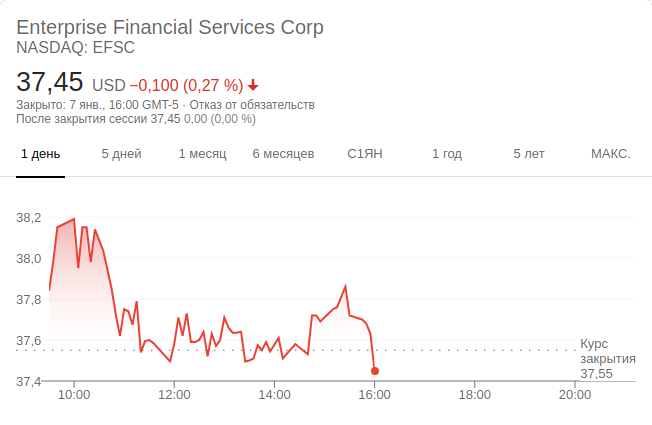 Enterprise Financial Services Corp
NASDAQ: EFSC
37,45 USD −0,100 (0,27 %)
Закрыто: 7 янв., 16:00 GMT-5 · Отказ от обязательств
После закрытия сессии 37,45 0,00 (0,00 %)
1 день 5 дней 1 месяц 6 месяцев С1ЯН 1 год 5 лет МАКС.
38,2
38,0
37,8
37,6
37,4
Курс
закрытия
37,55
10:00 12:00 14:00 16:00 18:00 20:00